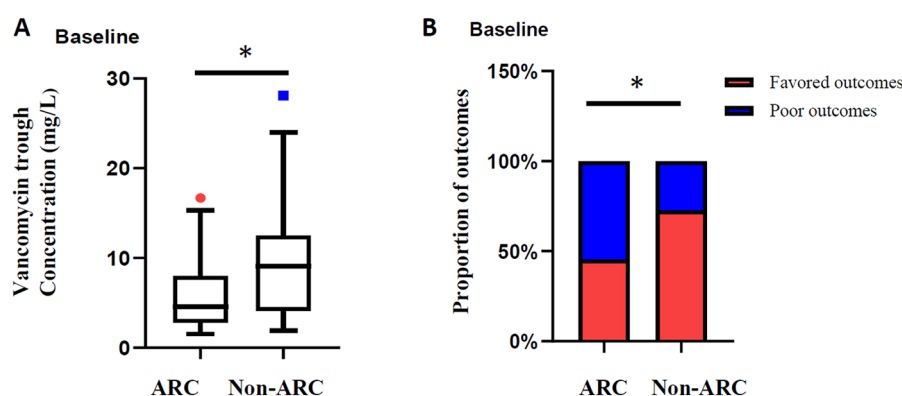 A Baseline
*
Vancomycin trough
Concentration (mg/L)
30
20
10
0
ARC Non-ARC
B Baseline
*
Proportion of outcomes
150%
100%
50%
0%
ARC Non-ARC
Favored outcomes
Poor outcomes